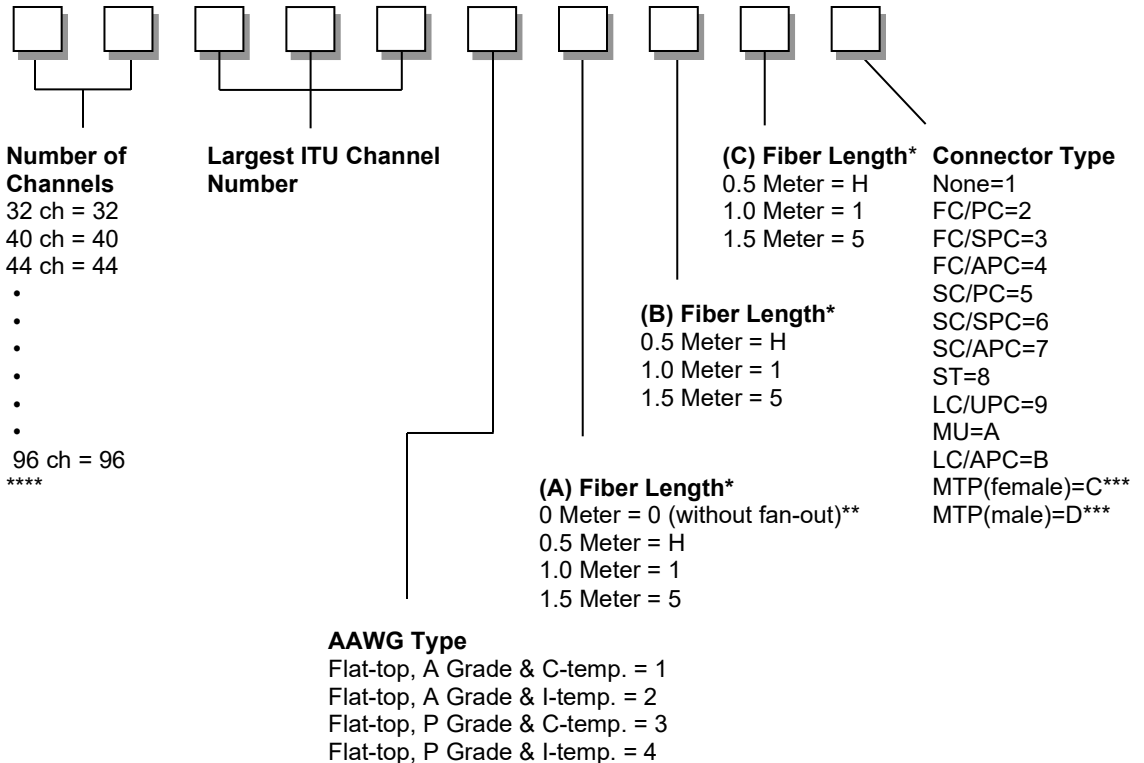 Number of
Channels
32 ch = 32
40 ch = 40
44 ch = 44
•
•
•
•
•
•
96 ch = 96
****
Largest ITU Channel
Number
AAWG Type
Flat-top, A Grade & C-temp. = 1
Flat-top, A Grade & I-temp. = 2
Flat-top, P Grade & C-temp. = 3
Flat-top, P Grade & I-temp. = 4
(A) Fiber Length*
0 Meter = 0 (without fan-out)**
0.5 Meter = H
1.0 Meter = 1
1.5 Meter = 5
(B) Fiber Length*
0.5 Meter = H
1.0 Meter = 1
1.5 Meter = 5
(C) Fiber Length*
0.5 Meter = H
1.0 Meter = 1
1.5 Meter = 5
Connector Type
None=1
FC/PC=2
FC/SPC=3
FC/APC=4
SC/PC=5
SC/SPC=6
SC/APC=7
ST=8
LC/UPC=9
MU=A
LC/APC=B
MTP(female)=C***
MTP(male)=D***